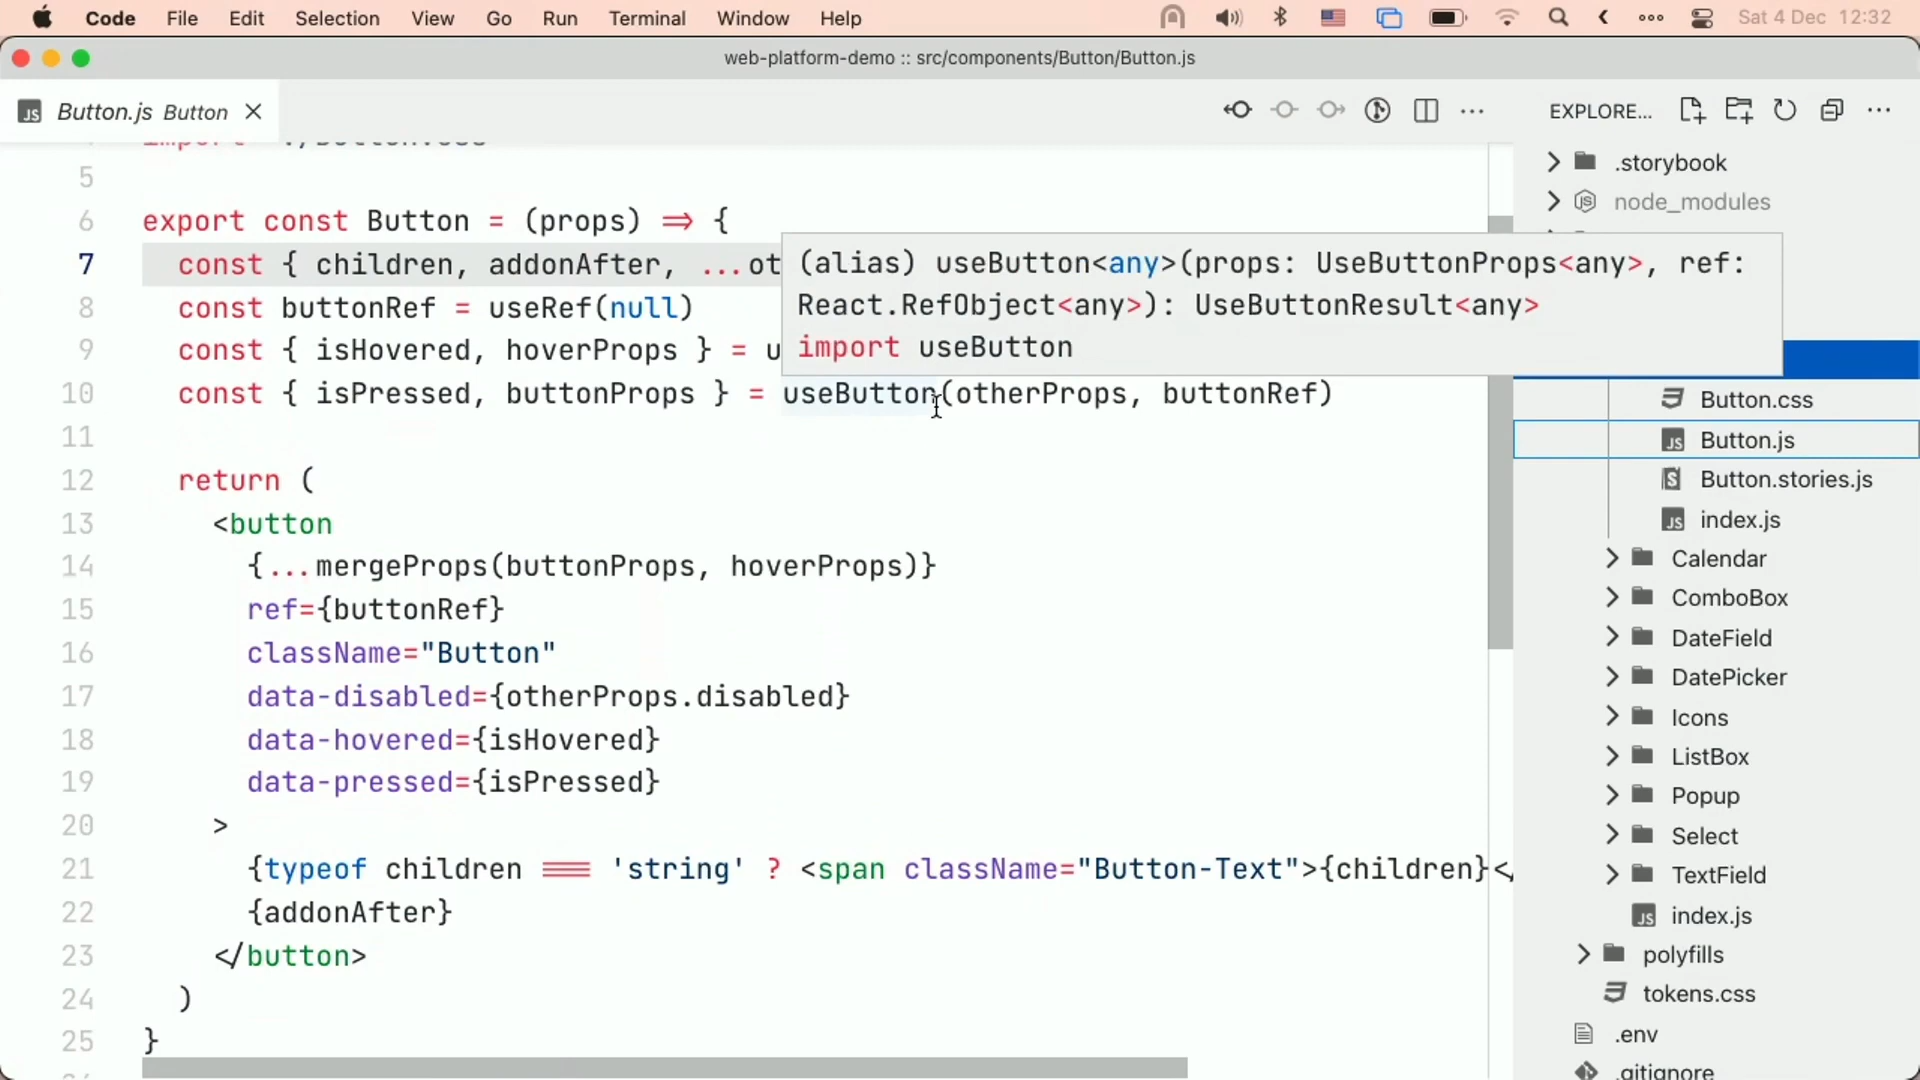 Code File Edit Selection View Go Run Terminal Window Help Sat 4 Dec 12:32
web-platform-demo :: src/components/Button/Button.js
JS Button.js Button
EXPLORE...
5
6 export const Button = (props) => {
7 const { children, addonAfter, ...ot
8 const buttonRef = useRef(null)
9 const { isHovered, hoverProps } = u
10 const { isPressed, buttonProps } = useButton(otherProps, buttonRef)
11
12 return (
13 <button
14 {...mergeProps(buttonProps, hoverProps)}
15 ref={buttonRef}
16 className="Button"
17 data-disabled={otherProps.disabled}
18 data-hovered={isHovered}
19 data-pressed={isPressed}
20 >
21 {typeof children === 'string' ? <span className="Button-Text">{children}</
22 {addonAfter}
23 </button>
24 )
25 }
(alias) useButton<any>(props: UseButtonProps<any>, ref:
React.RefObject<any>): UseButtonResult<any>
import useButton
.storybook
node_modules
Button.css
JS Button.js
Button.stories.js
JS index.js
Calendar
ComboBox
DateField
DatePicker
Icons
ListBox
Popup
Select
TextField
JS index.js
polyfills
tokens.css
.env
.gitignore